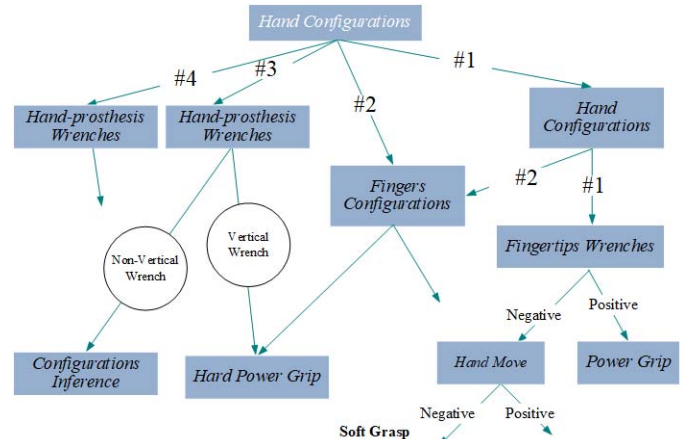 Hand Configurations
#4
#3
#1
#2
Hand-prosthesis
Wrenches
Hand-prosthesis
Wrenches
Hand
Configurations
Fingers
Configurations
#2
#1
Non-Vertical
Wrench
Vertical
Wrench
Fingertips Wrenches
Negative
Positive
Configurations
Inference
Hard Power Grip
Hand Move
Power Grip
Negative
Positive
Soft Grasp